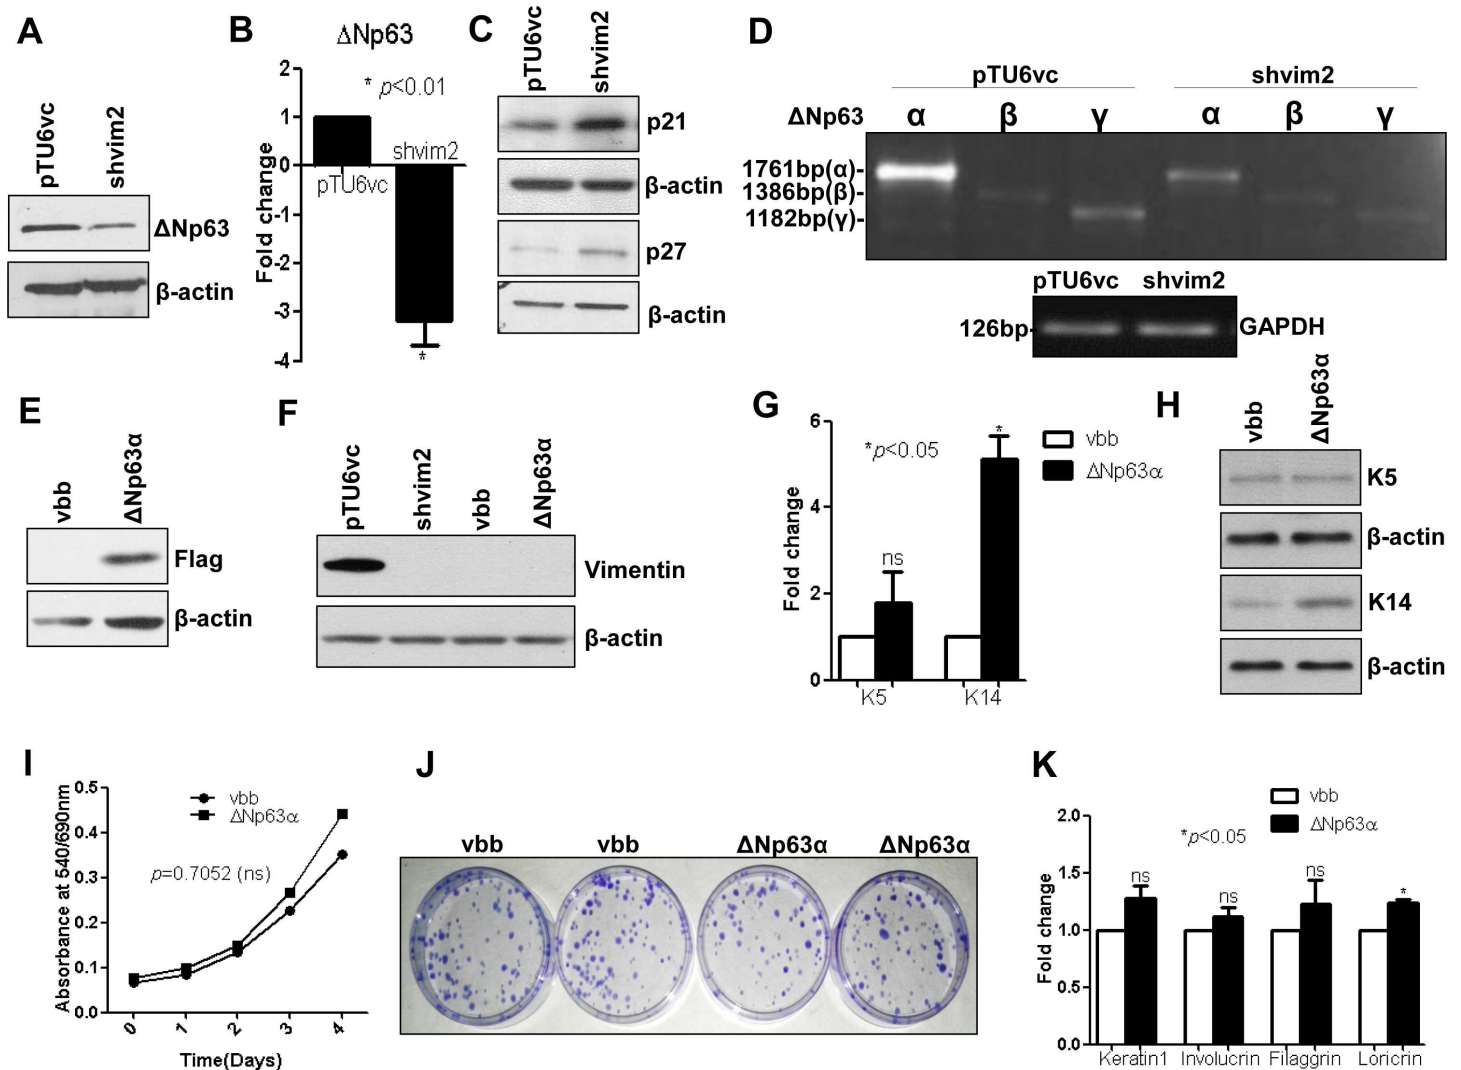 A
pTU6vc
shvim2
ΔNp63
β-actin
B
ΔNp63
* p<0.01
Fold change
2
1
0
-1
-2
-3
-4
shvim2
pTU6vc
*
C
pTU6vc
shvim2
p21
β-actin
p27
β-actin
D
pTU6vc shvim2
ΔNp63 α β γ α β γ
1761bp(α)-
1386bp(β)-
1182bp(γ)-
pTU6vc shvim2
126bp- GAPDH
E
vbb
ΔNp63α
Flag
β-actin
F
pTU6vc
shvim2
vbb
ΔNp63α
Vimentin
β-actin
G
Fold change
6
4
2
0
*p<0.05
vbb
ΔNp63α
ns
*
K5 K14
H
vbb
ΔNp63α
K5
β-actin
K14
β-actin
I
Absorbance at 540/690nm
0.5
0.4
0.3
0.2
0.1
0.0
vbb
ΔNp63α
p=0.7052 (ns)
0 1 2 3 4
Time(Days)
J
vbb vbb ΔNp63α ΔNp63α
K
Fold change
2.0
1.5
1.0
0.5
0.0
vbb
ΔNp63α
*p<0.05
ns ns ns *
Keratin1 Involucrin Filaggrin Loricrin